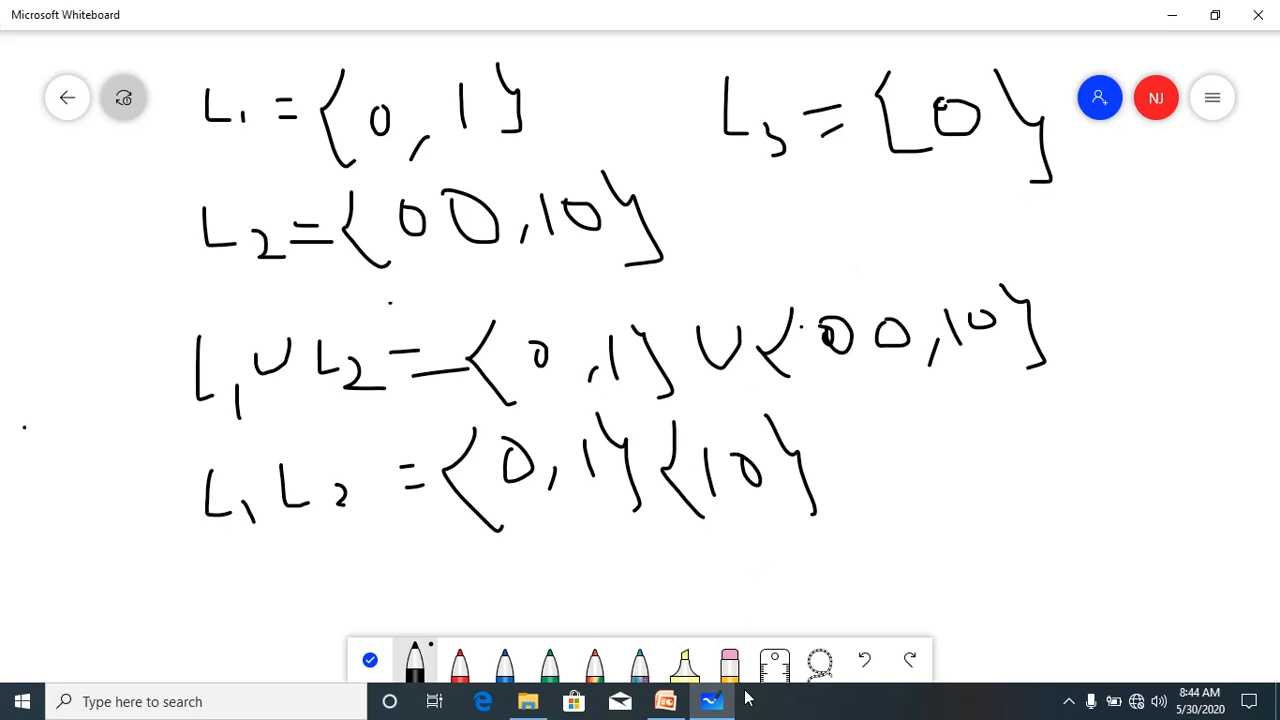 Microsoft Whiteboard
L1 = {0, 1}
L3 = {0}
NJ
L2 = {00, 10}
L1 U L2 = {0, 1} U {00, 10}
L1 L2 = {0, 1} {10}
Type here to search
8:44 AM
5/30/2020